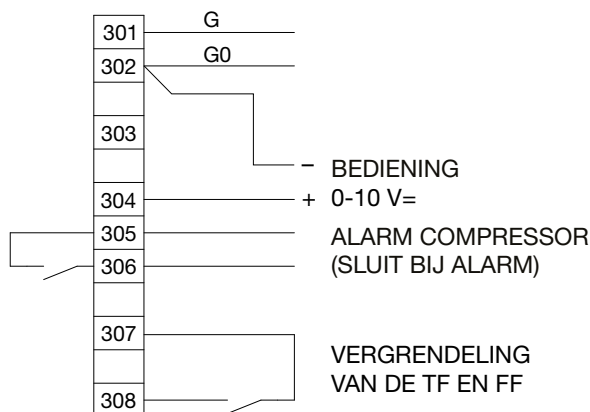 301 G
302 G0
303
– BEDIENING
304 + 0-10 V=
305 ALARM COMPRESSOR
306 (SLUIT BIJ ALARM)
307
VERGRENDELING
VAN DE TF EN FF
308